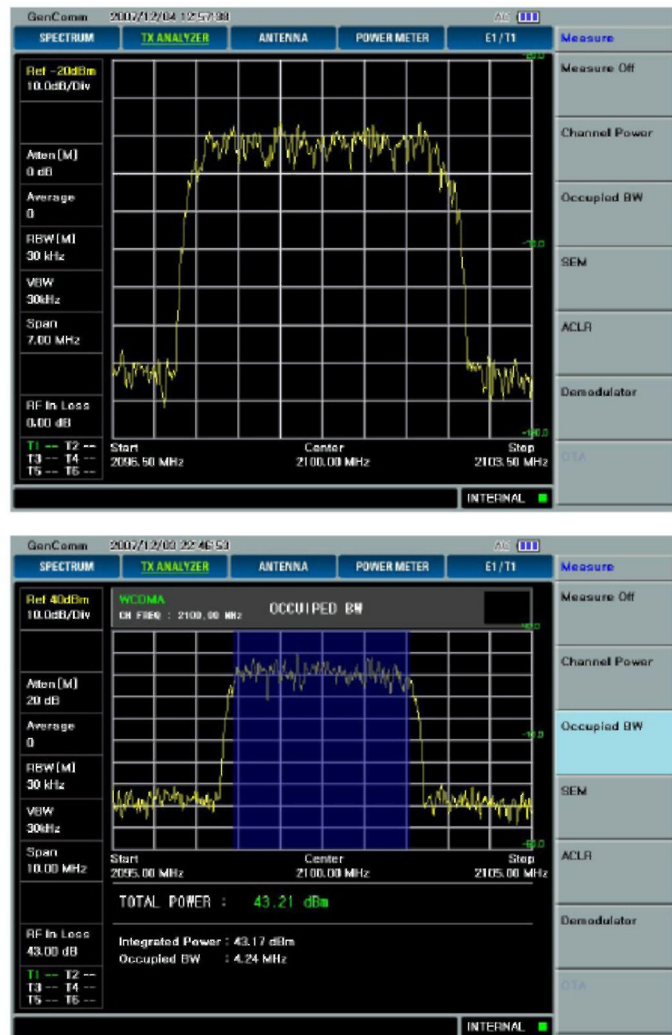 GenComm 2007/12/04 12:57:38
SPECTRUM TX ANALYZER ANTENNA POWER METER E1/T1 Measure
Ref -20dBm
10.0dB/Div
Measure Off
Channel Power
Atten [M]
0 dB
Average
0
Occupied BW
RBW[M]
30 kHz
-70.0
SEM
VBW
30kHz
Span
7.00 MHz
ACLR
Demodulator
RF In Loss
0.00 dB
T1 -- T2 --
T3 -- T4 --
T5 -- T6 --
Start Center Stop
2096.50 MHz 2100.00 MHz 2103.50 MHz
OTA
INTERNAL
GenComm 2007/12/03 22:46:53
SPECTRUM TX ANALYZER ANTENNA POWER METER E1/T1 Measure
Ref 40dBm
10.0dB/Div
WCDMA
CH FREQ : 2100.00 MHz OCCUIPED BW
Measure Off
Channel Power
Atten [M]
20 dB
Average
0
-10.0
Occupied BW
RBW[M]
30 kHz
SEM
VBW
30kHz
Span
10.00 MHz
Start Center Stop
2095.00 MHz 2100.00 MHz 2105.00 MHz
ACLR
TOTAL POWER : 43.21 dBm
RF In Loss
43.00 dB
Integrated Power : 43.17 dBm
Occupied BW : 4.24 MHz
Demodulator
T1 -- T2 --
T3 -- T4 --
T5 -- T6 --
OTA
INTERNAL